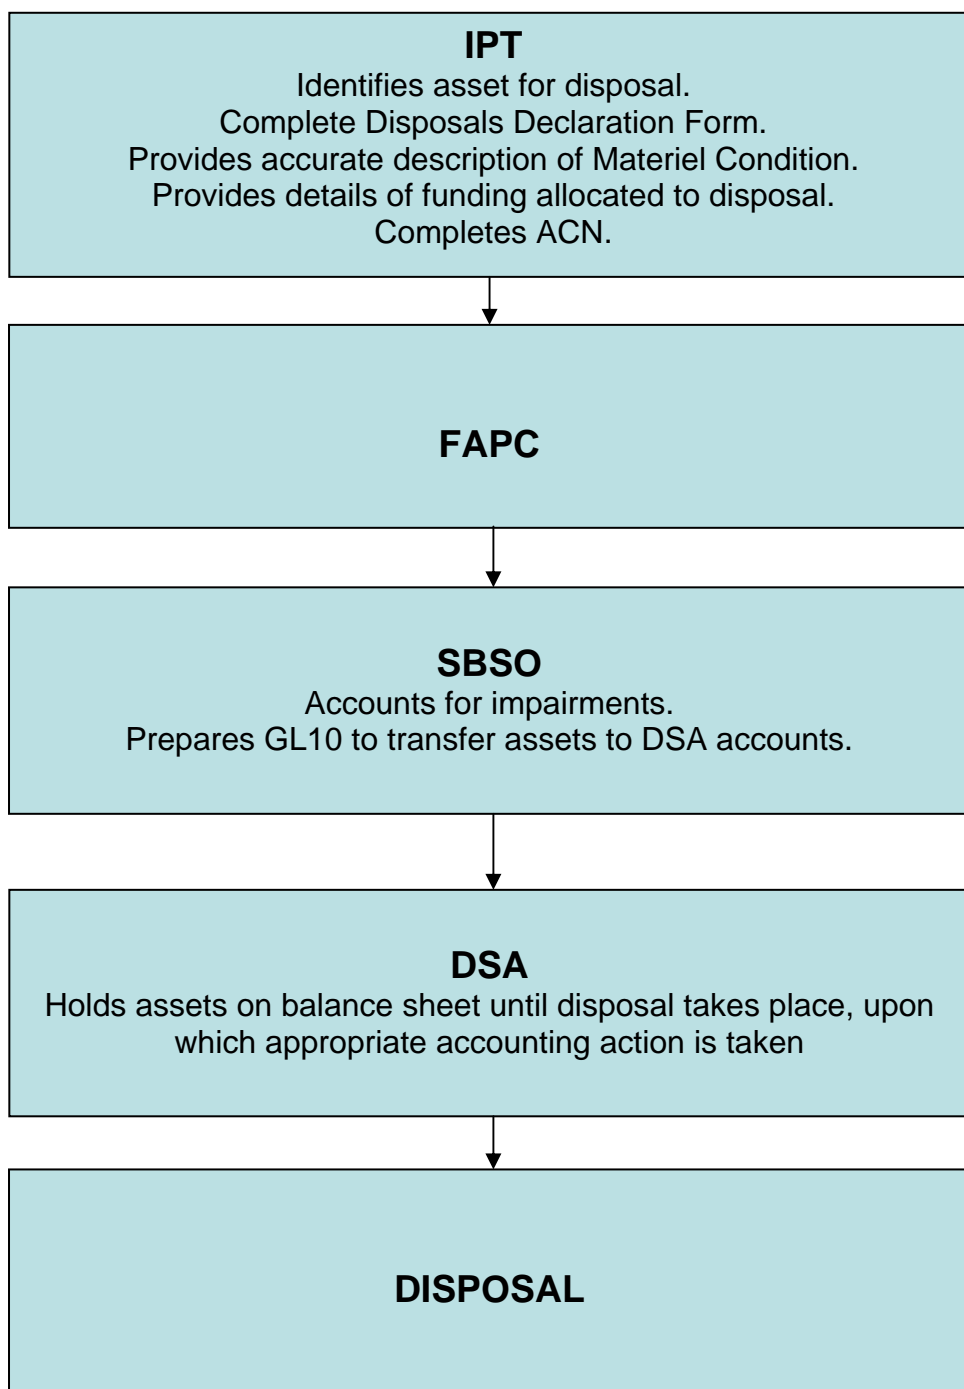 IPT
Identifies asset for disposal.
Complete Disposals Declaration Form.
Provides accurate description of Materiel Condition.
Provides details of funding allocated to disposal.
Completes ACN.
FAPC
SBSO
Accounts for impairments.
Prepares GL10 to transfer assets to DSA accounts.
DSA
Holds assets on balance sheet until disposal takes place, upon
which appropriate accounting action is taken
DISPOSAL